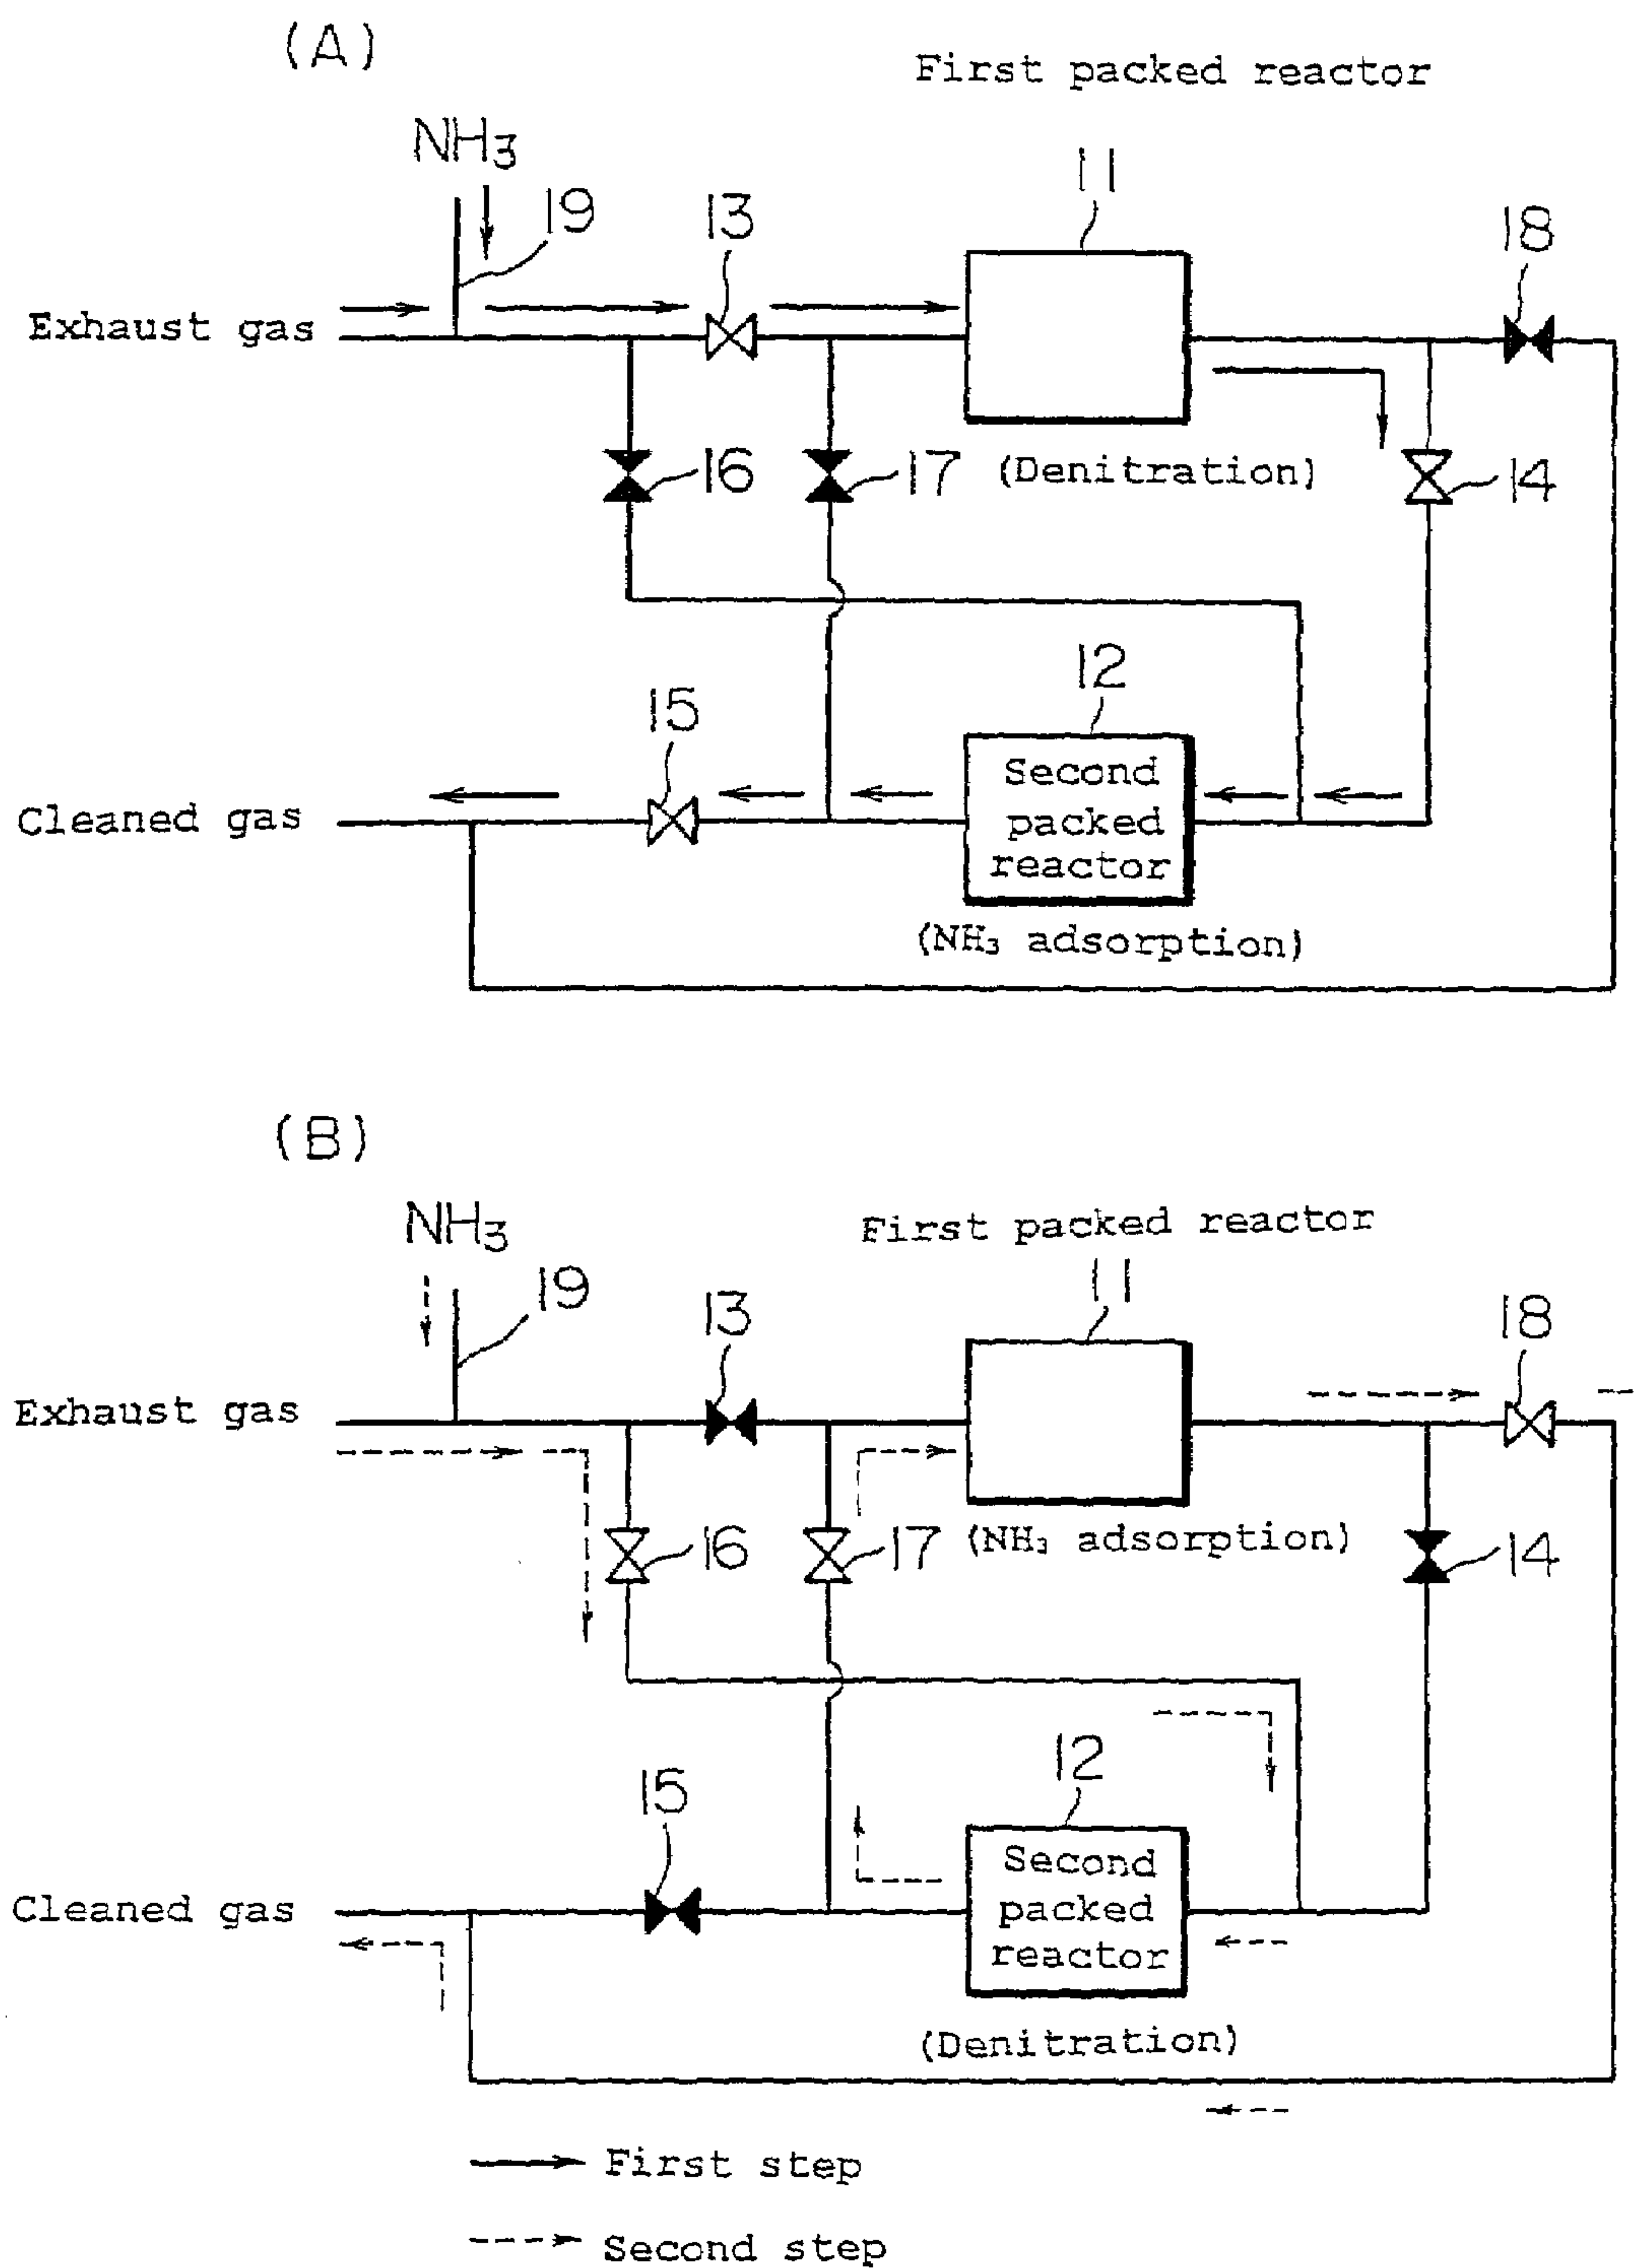 (A)
First packed reactor
NH3
19
13
11
18
Exhaust gas
16
17
(Denitration)
14
12
15
Second
packed
reactor
Cleaned gas
(NH3 adsorption)
(B)
NH3
First packed reactor
19
13
11
18
Exhaust gas
16
17
(NH3 adsorption)
14
12
15
Second
packed
reactor
Cleaned gas
(Denitration)
First step
Second step